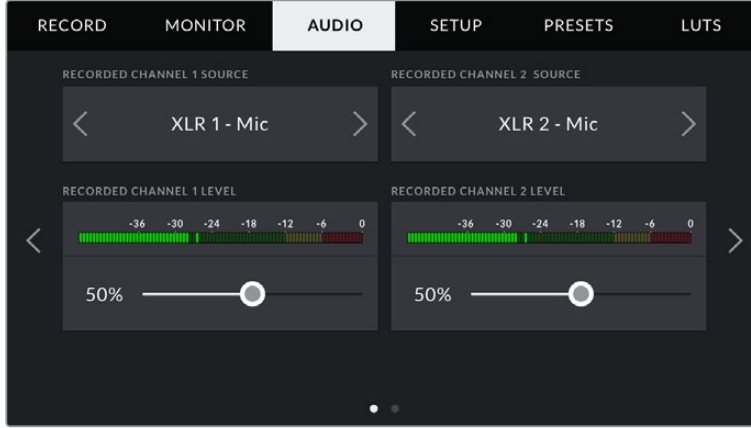 RECORD MONITOR AUDIO SETUP PRESETS LUTS
RECORDED CHANNEL 1 SOURCE RECORDED CHANNEL 2 SOURCE
XLR 1 - Mic XLR 2 - Mic
RECORDED CHANNEL 1 LEVEL RECORDED CHANNEL 2 LEVEL
-36 -30 -24 -18 -12 -6 0 -36 -30 -24 -18 -12 -6 0
50% 50%